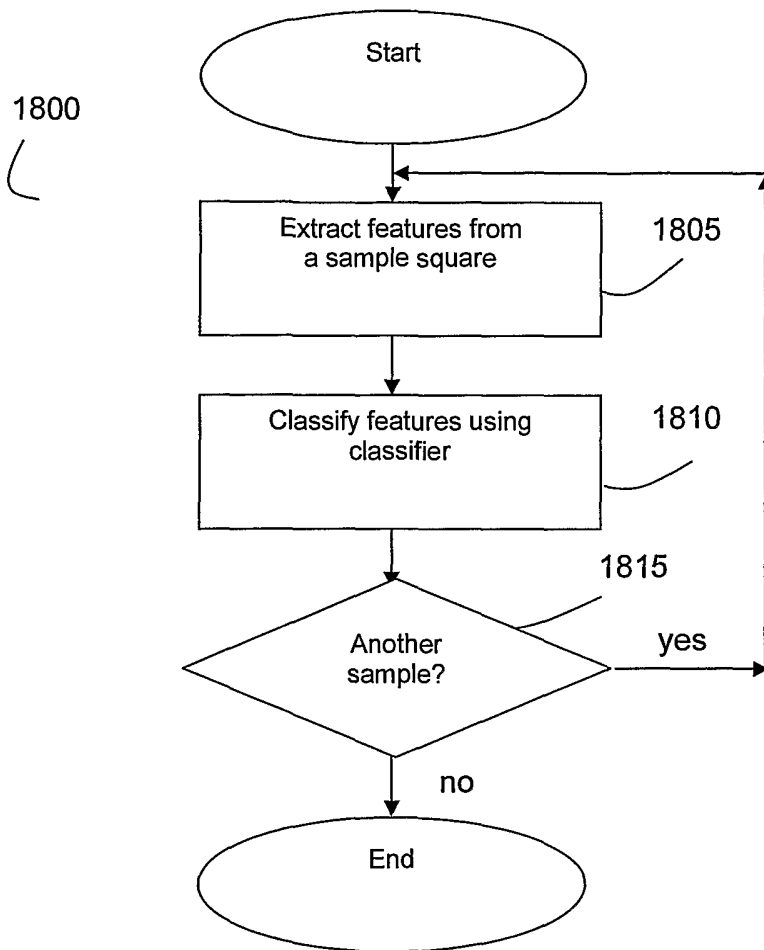 Start
1800
Extract features from
a sample square
1805
Classify features using
classifier
1810
1815
Another
sample?
yes
no
End